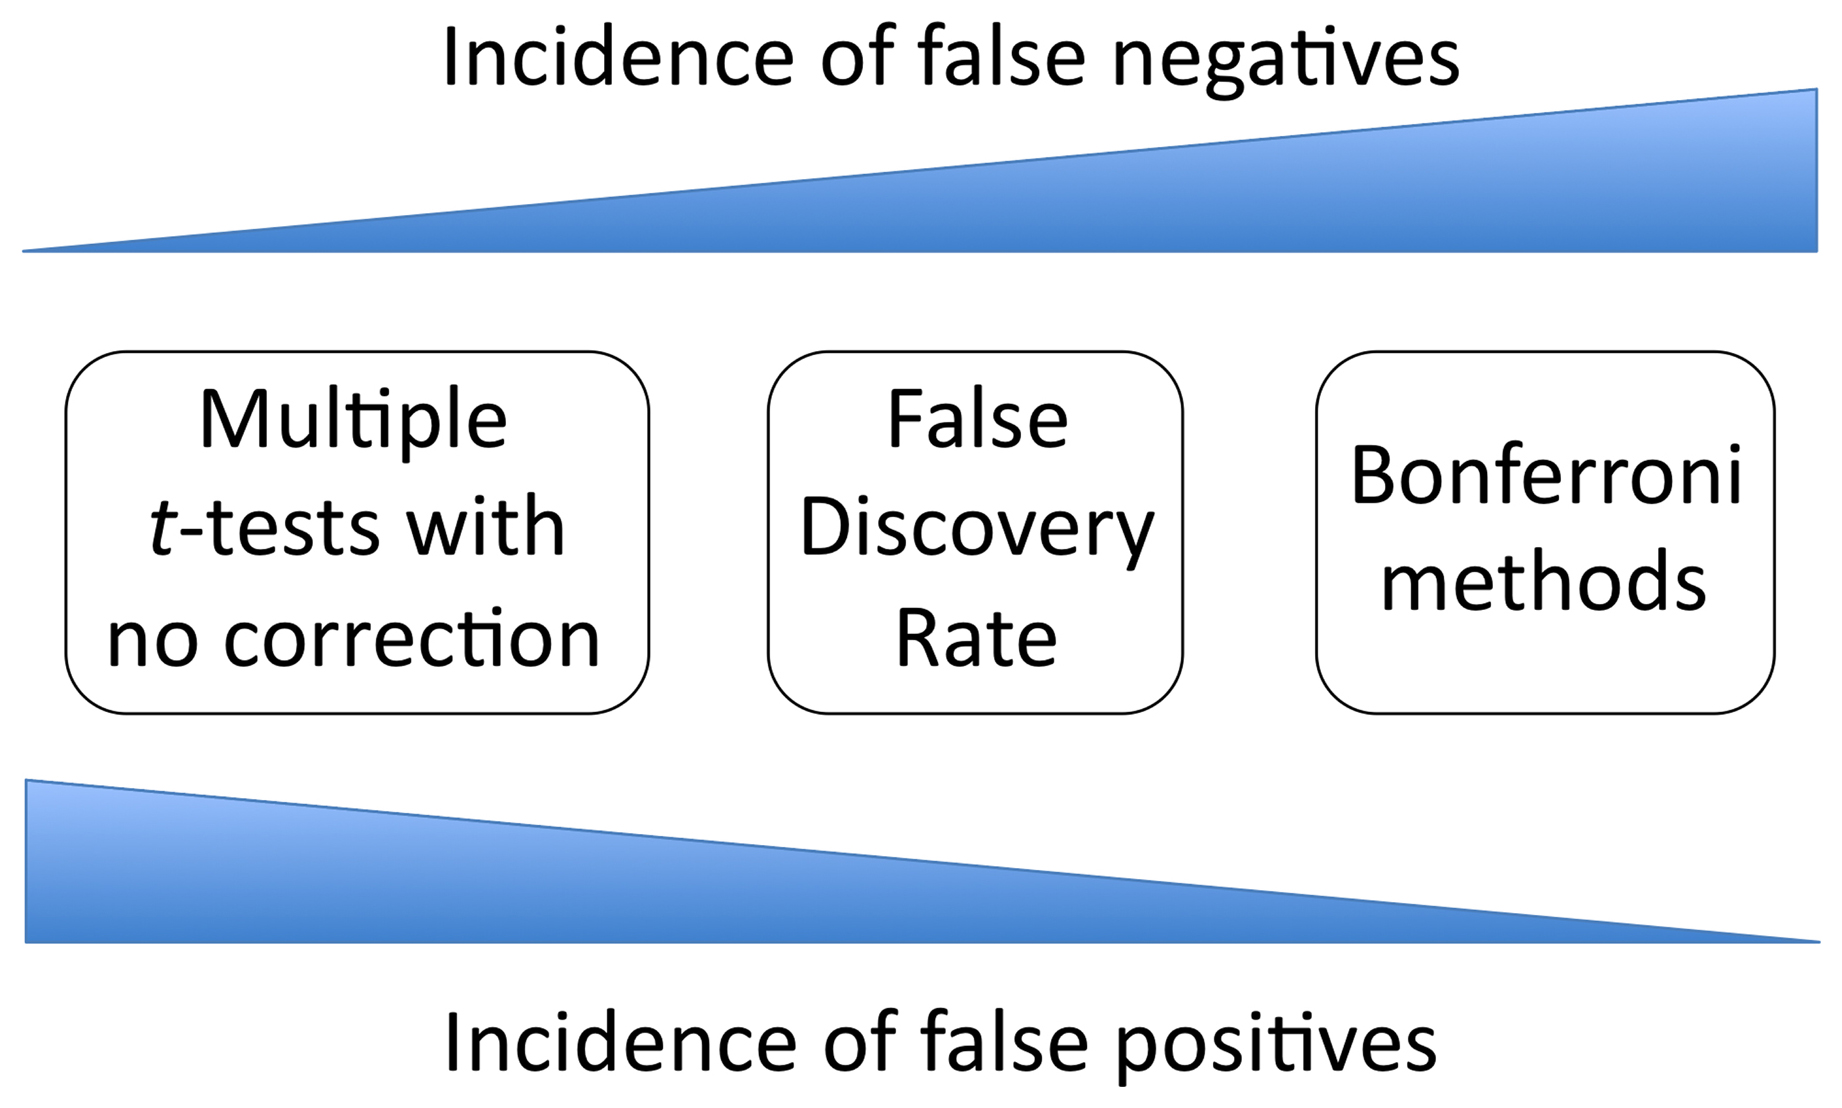 Incidence of false negatives
Multiple
t-tests with
no correction
False
Discovery
Rate
Bonferroni
methods
Incidence of false positives